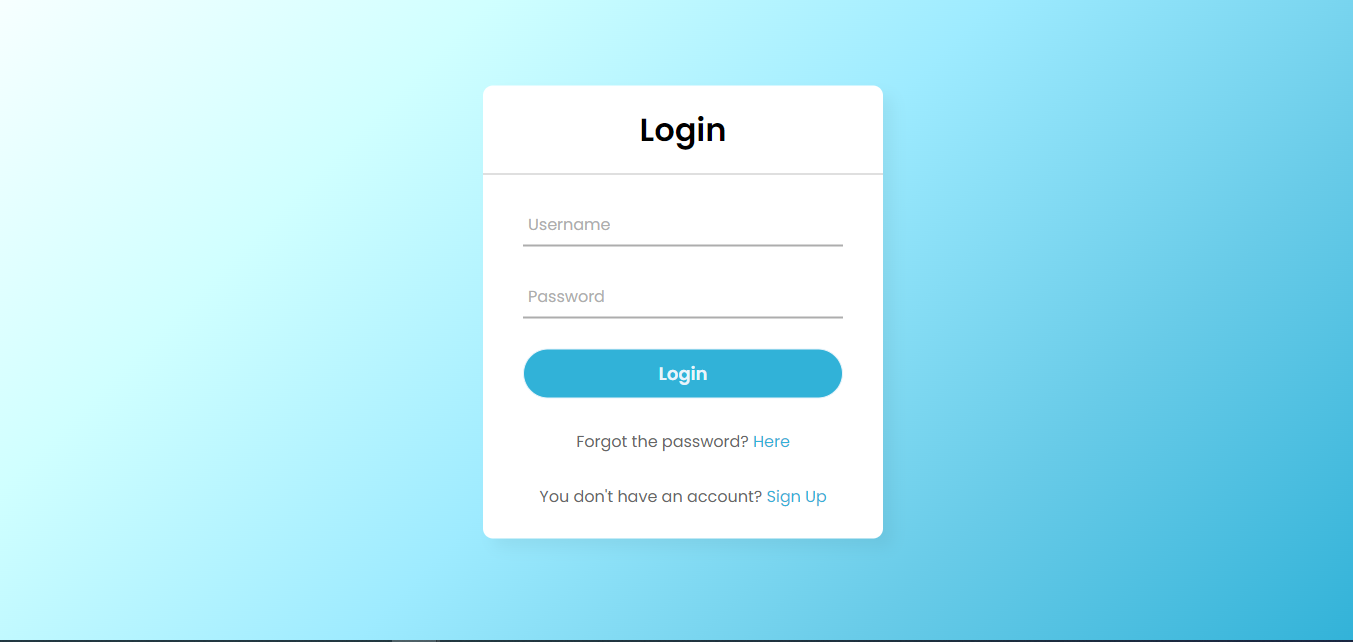 Login
Username
Password
Login
Forgot the password? Here
You don't have an account? Sign Up